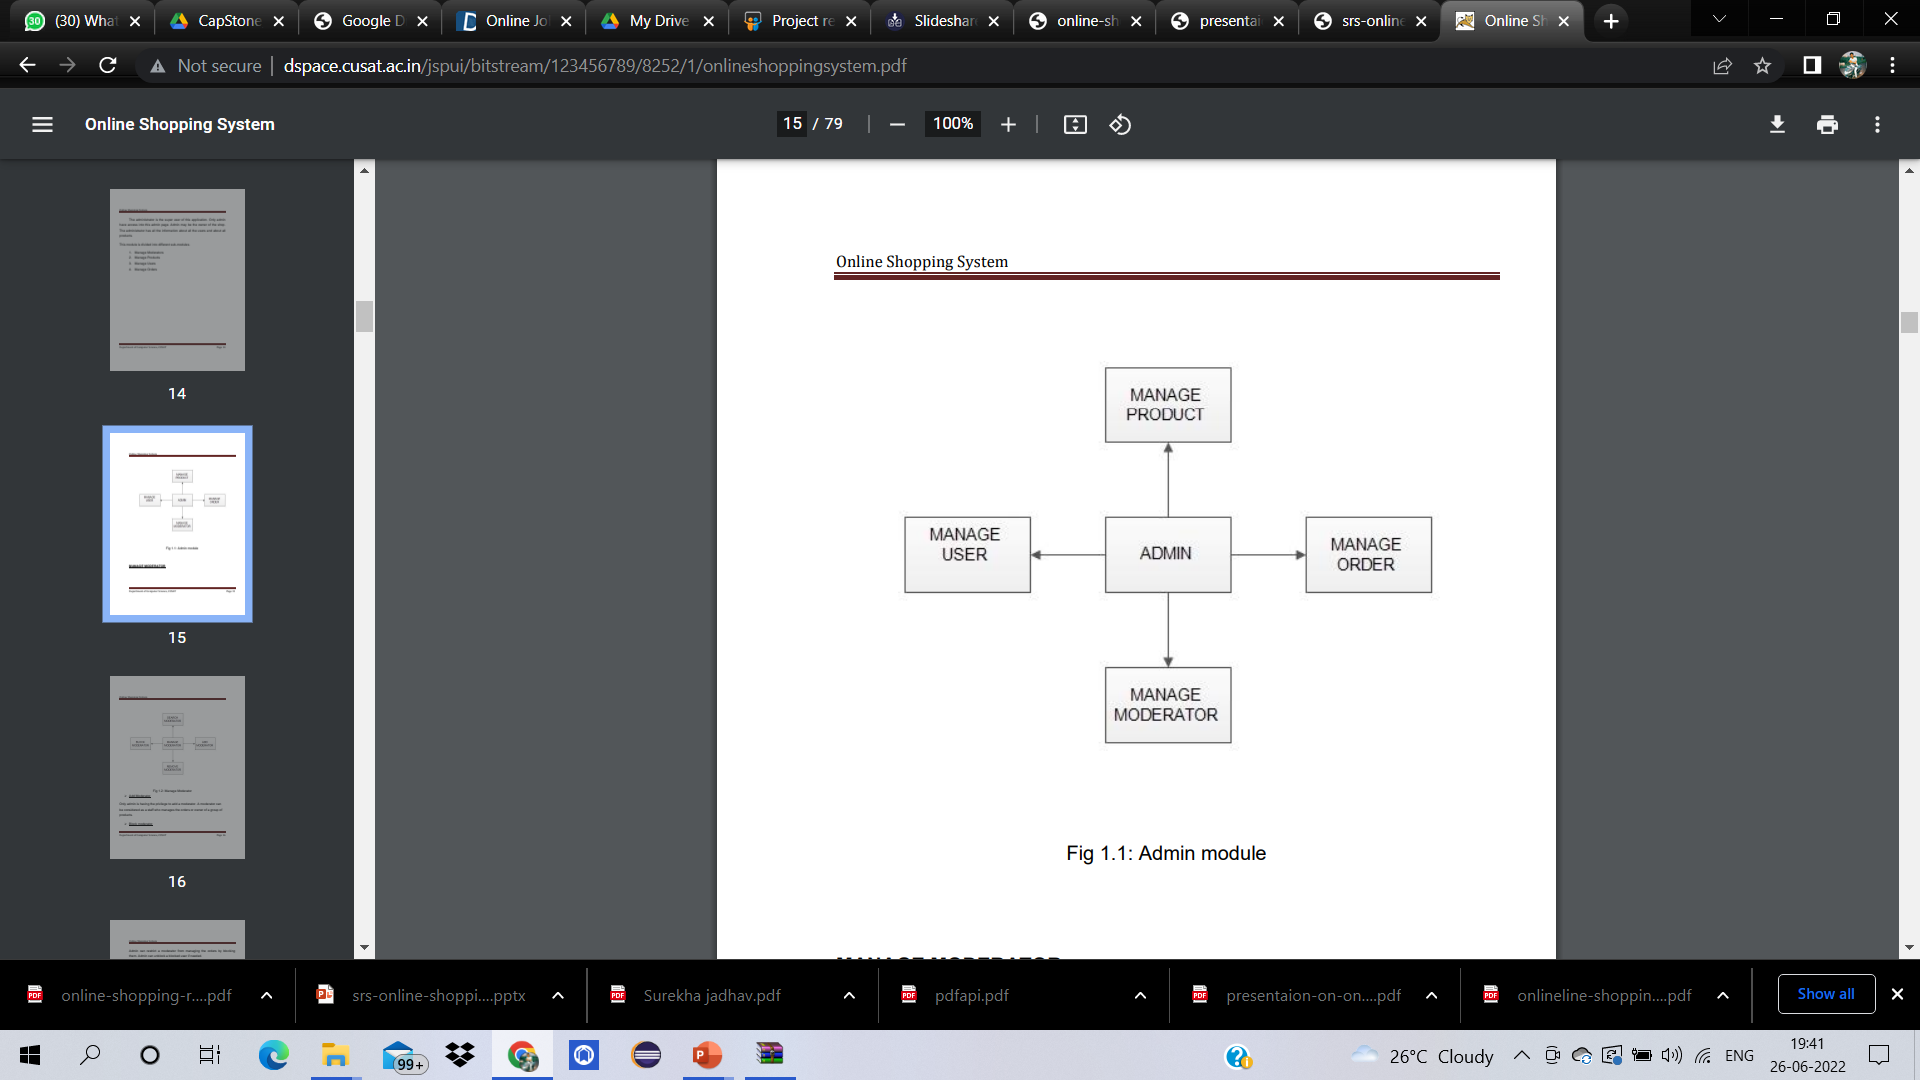 (30) What
CapStone
Google D
Online Jo
My Drive
Project re
Slideshar
online-sh
presentai
srs-online
Online Sh
Not secure
dspace.cusat.ac.in/jspui/bitstream/123456789/8252/1/onlineshoppingsystem.pdf
Online Shopping System
15 / 79
100%
14
15
16
Online Shopping System
MANAGE
PRODUCT
MANAGE
USER
ADMIN
MANAGE
ORDER
MANAGE
MODERATOR
Fig 1.1: Admin module
MANAGE MODERATOR
online-shopping-r....pdf
srs-online-shoppi....pptx
Surekha jadhav.pdf
pdfapi.pdf
presentaion-on-on....pdf
onlineline-shoppin....pdf
Show all
99+
26°C Cloudy
ENG
19:41
26-06-2022